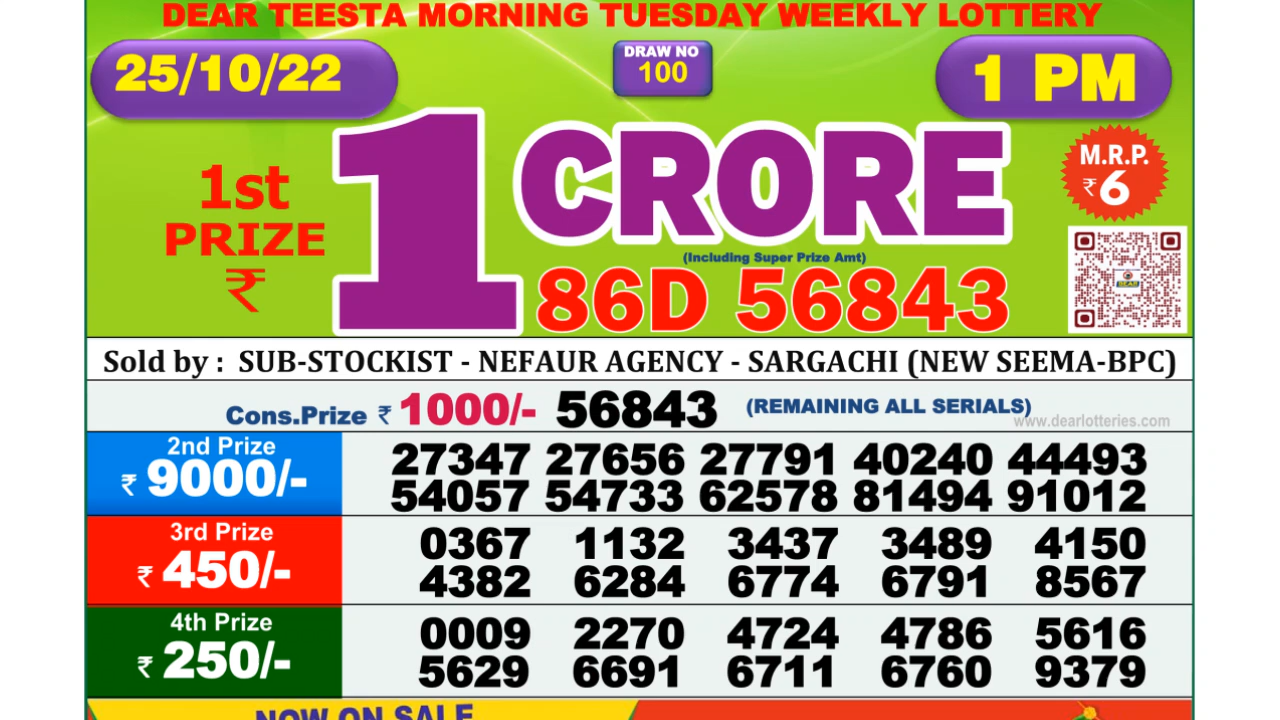 DEAR TEESTA MORNING TUESDAY WEEKLY LOTTERY
25/10/22
DRAW NO
100
1 PM
1st
PRIZE
₹
1 CRORE
(Including Super Prize Amt)
86D 56843
M.R.P.
₹ 6
DEAR
Sold by : SUB-STOCKIST - NEFAUR AGENCY - SARGACHI (NEW SEEMA-BPC)
Cons.Prize ₹ 1000/- 56843 (REMAINING ALL SERIALS)
www.dearlotteries.com
2nd Prize
₹ 9000/-
27347 27656 27791 40240 44493
54057 54733 62578 81494 91012
3rd Prize
₹ 450/-
0367 1132 3437 3489 4150
4382 6284 6774 6791 8567
4th Prize
₹ 250/-
0009 2270 4724 4786 5616
5629 6691 6711 6760 9379
NOW ON SALE